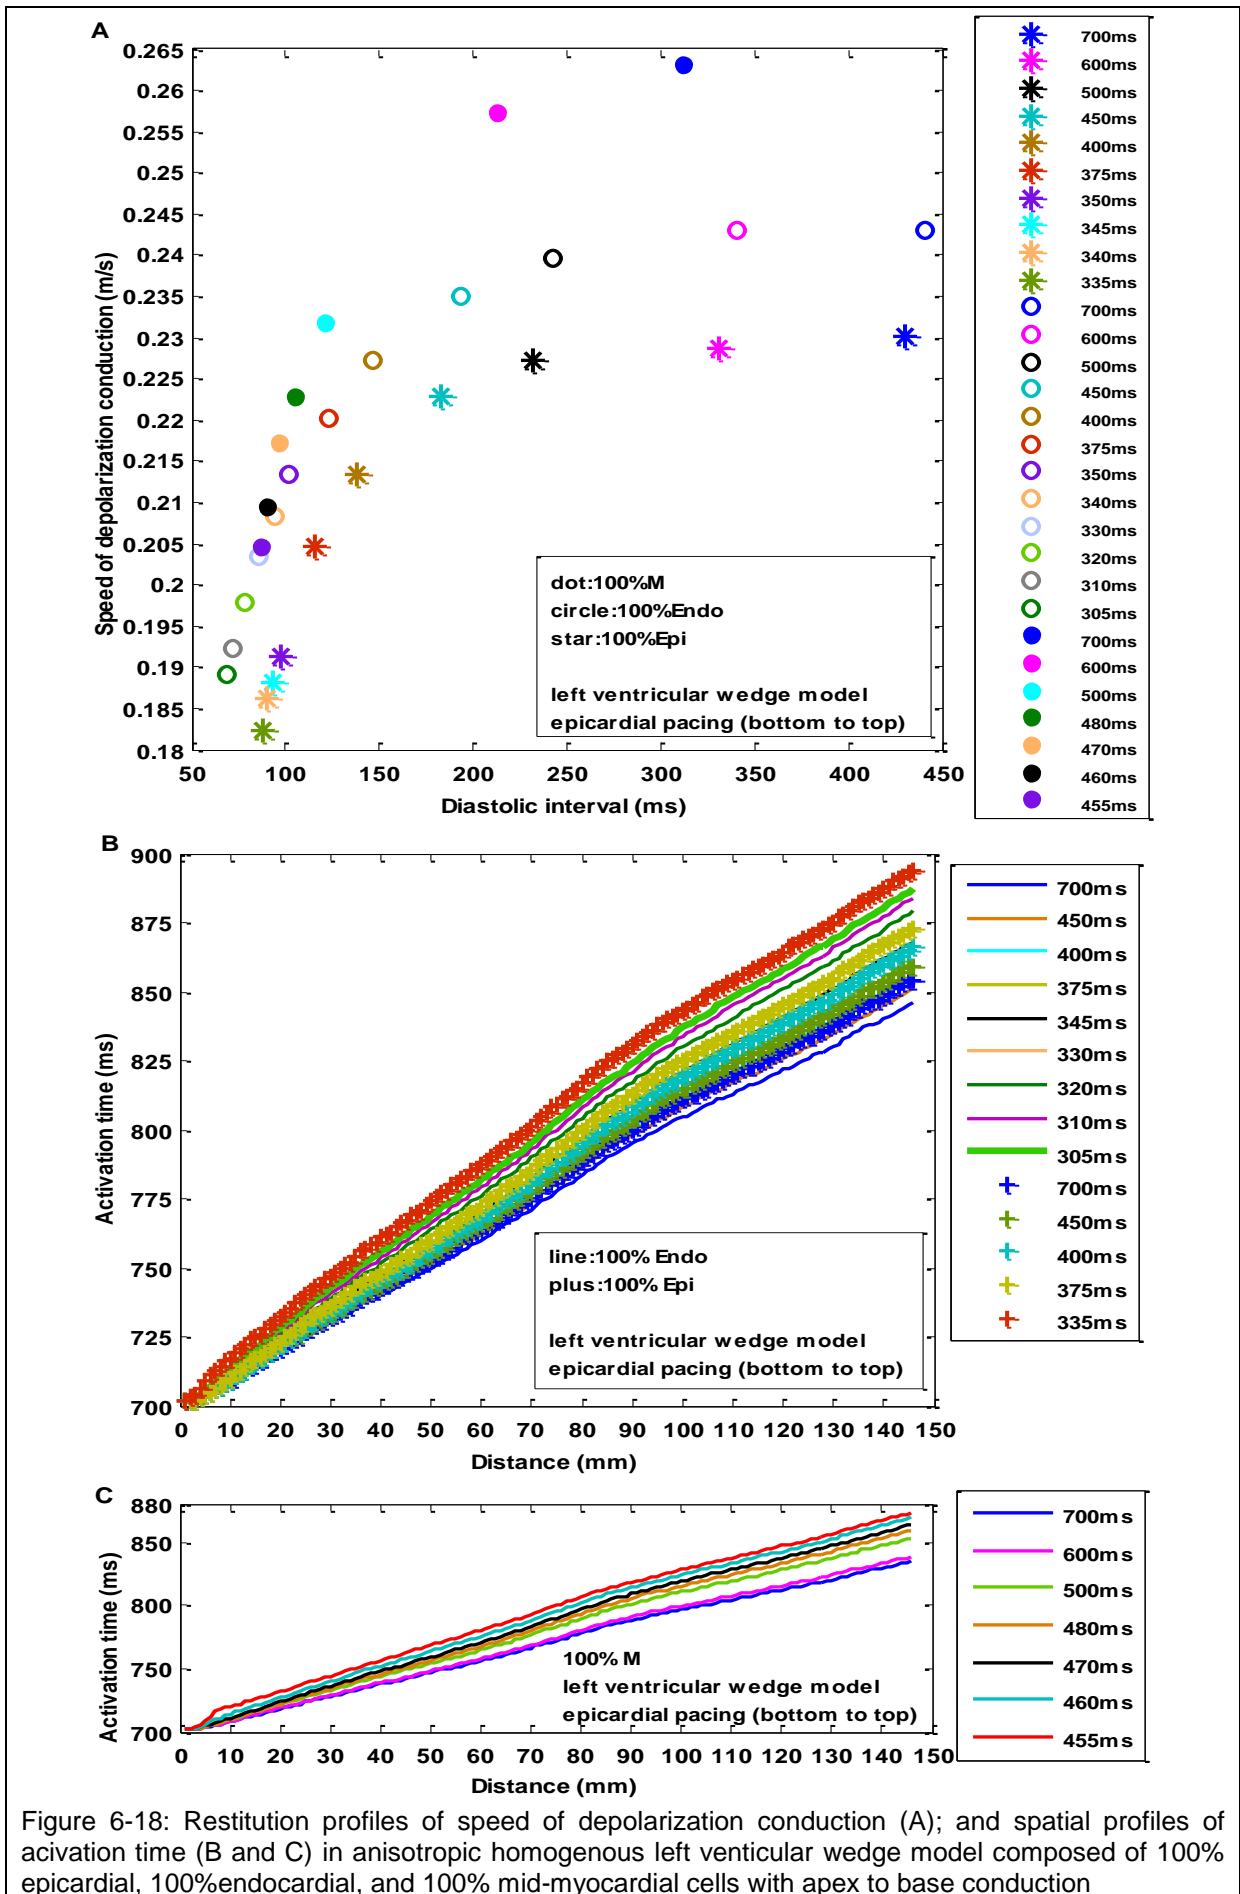 A
0.265
0.26
0.255
0.25
0.245
0.24
0.235
0.23
0.225
0.22
0.215
0.21
0.205
0.2
0.195
0.19
0.185
0.18
Speed of depolarization conduction (m/s)
50 100 150 200 250 300 350 400 450
Diastolic interval (ms)
dot:100%M
circle:100%Endo
star:100%Epi
left ventricular wedge model
epicardial pacing (bottom to top)
700ms
600ms
500ms
450ms
400ms
375ms
350ms
345ms
340ms
335ms
700ms
600ms
500ms
450ms
400ms
375ms
350ms
340ms
330ms
320ms
310ms
305ms
700ms
600ms
500ms
480ms
470ms
460ms
455ms
B
900
875
850
825
800
775
750
725
700
Activation time (ms)
0 10 20 30 40 50 60 70 80 90 100 110 120 130 140 150
Distance (mm)
line:100% Endo
plus:100% Epi
left ventricular wedge model
epicardial pacing (bottom to top)
700ms
450ms
400ms
375ms
345ms
330ms
320ms
310ms
305ms
700ms
450ms
400ms
375ms
335ms
C
880
850
800
750
700
Activation time (ms)
0 10 20 30 40 50 60 70 80 90 100 110 120 130 140 150
Distance (mm)
100% M
left ventricular wedge model
epicardial pacing (bottom to top)
700ms
600ms
500ms
480ms
470ms
460ms
455ms
Figure 6-18: Restitution profiles of speed of depolarization conduction (A); and spatial profiles of
acivation time (B and C) in anisotropic homogenous left venticular wedge model composed of 100%
epicardial, 100%endocardial, and 100% mid-myocardial cells with apex to base conduction